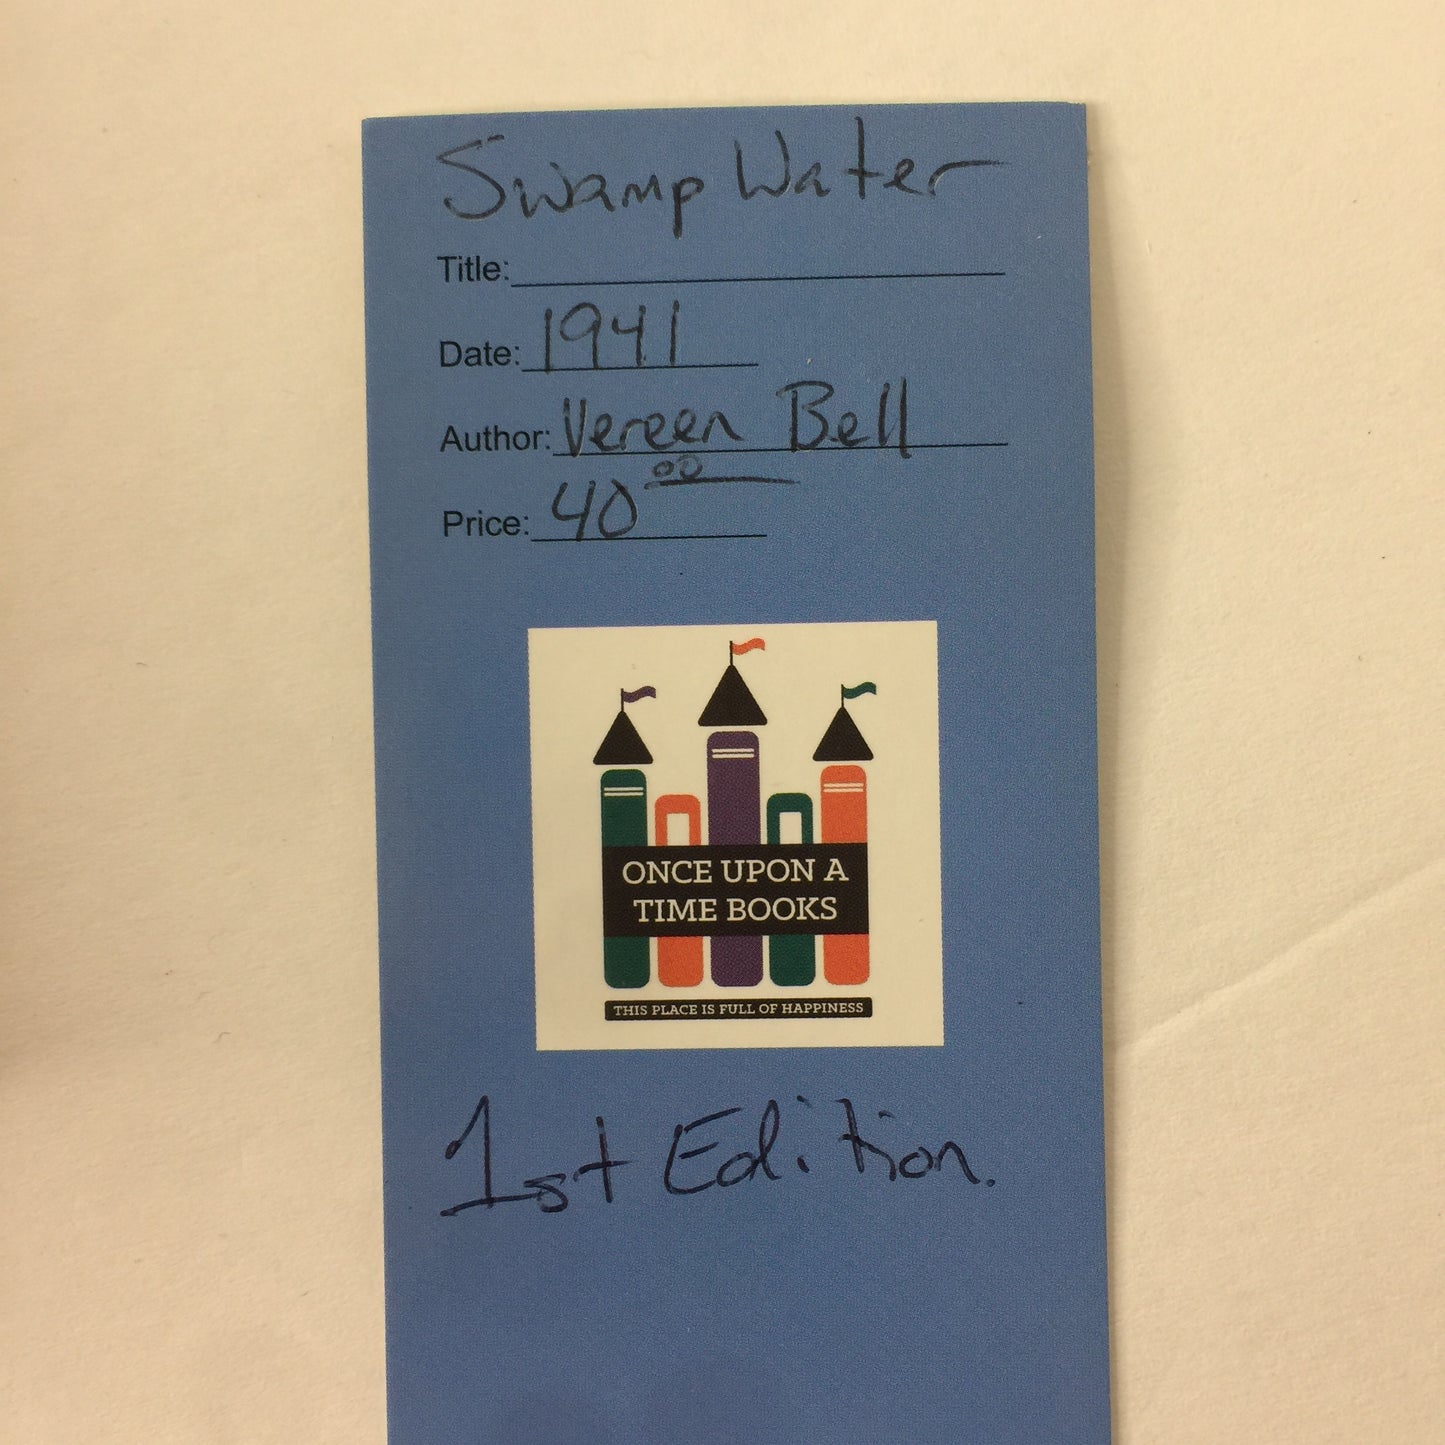 Swamp Water
Title:
Date: 1941
Author: Vereen Bell
Price: 40 00
ONCE UPON A
TIME BOOKS
THIS PLACE IS FULL OF HAPPINESS
1st Edition.